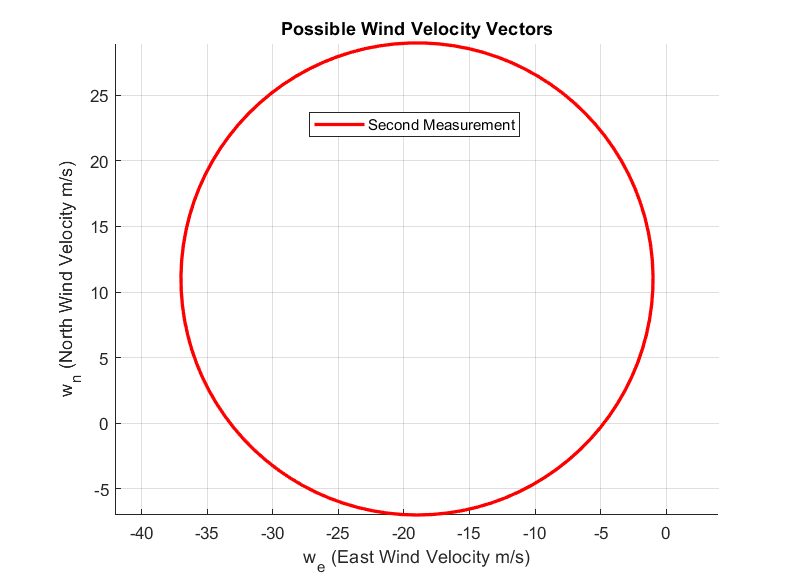 Possible Wind Velocity Vectors
Second Measurement
w_n (North Wind Velocity m/s)
25
20
15
10
5
0
-5
-40 -35 -30 -25 -20 -15 -10 -5 0
w_e (East Wind Velocity m/s)